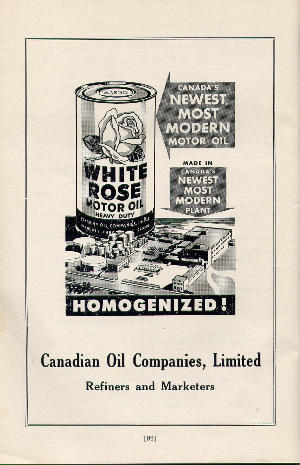 CANADA'S
NEWEST
MOST
MODERN
MOTOR OIL
WHITE
ROSE
MOTOR OIL
HEAVY DUTY
MADE IN
CANADA'S
NEWEST
MOST
MODERN
PLANT
HOMOGENIZED!
Canadian Oil Companies, Limited
Refiners and Marketers